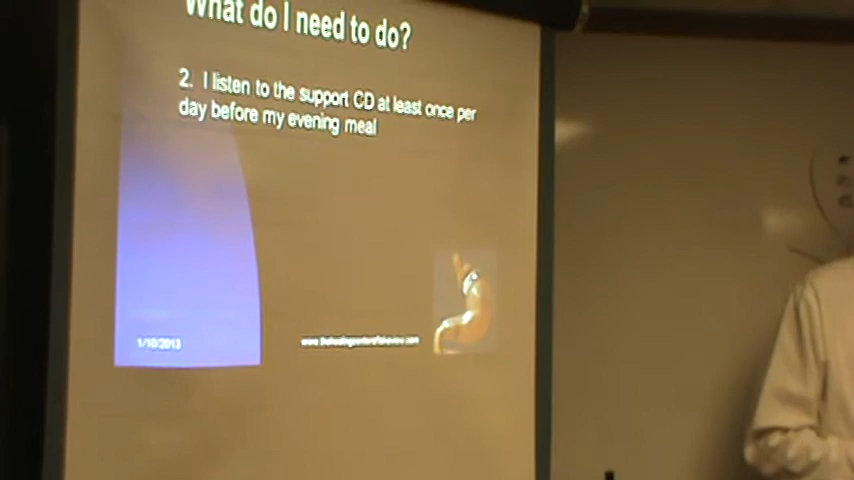 What do I need to do?
2. I listen to the support CD at least once per
day before my evening meal
1/10/2013